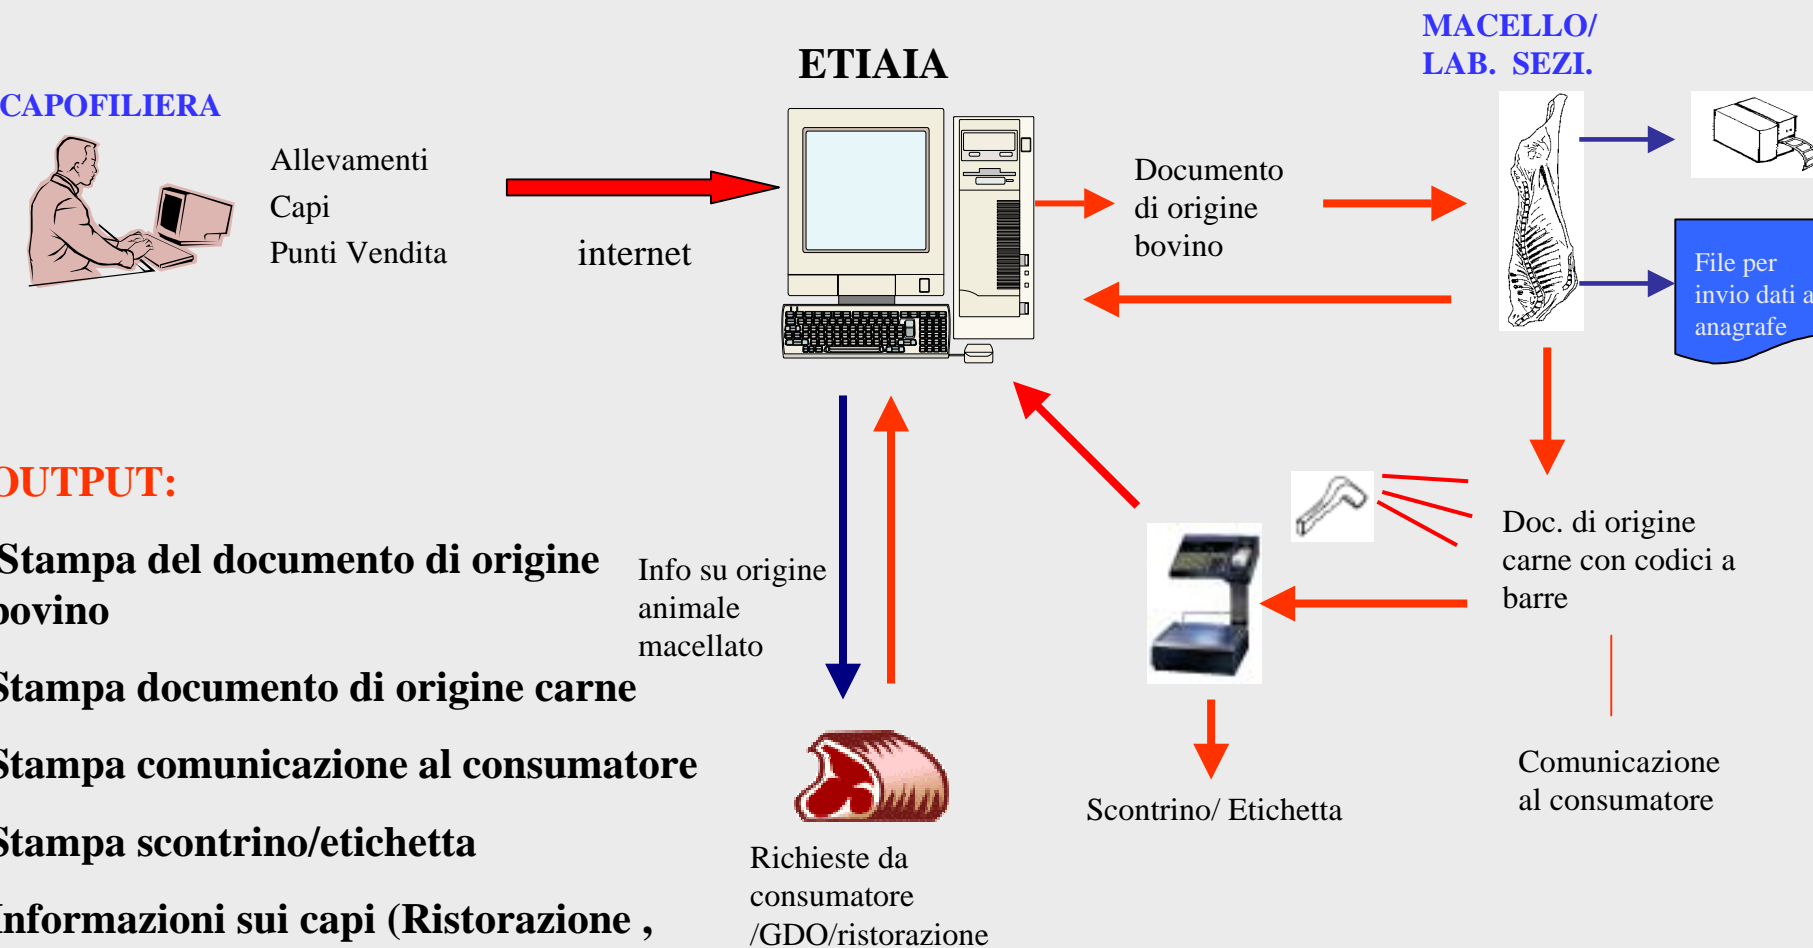 ETIAIA
MACELLO/
LAB. SEZI.
CAPOFILIERA
Allevamenti
Capi
Punti Vendita
internet
Documento
di origine
bovino
File per
invio dati a
anagrafe
OUTPUT:
Stampa del documento di origine
bovino
Stampa documento di origine carne
Stampa comunicazione al consumatore
Stampa scontrino/etichetta
Informazioni sui capi (Ristorazione ,
Info su origine
animale
macellato
Richieste da
consumatore
/GDO/ristorazione
Doc. di origine
carne con codici a
barre
Scontrino/ Etichetta
Comunicazione
al consumatore